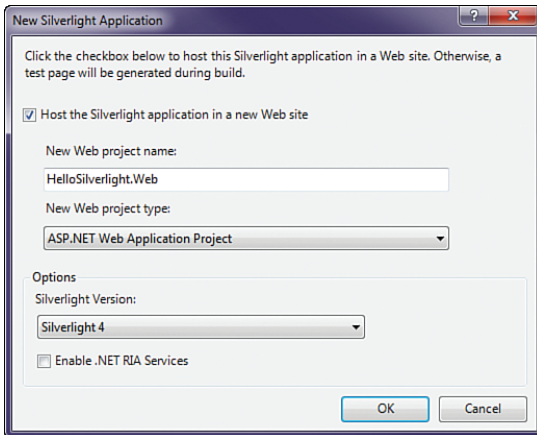 New Silverlight Application
Click the checkbox below to host this Silverlight application in a Web site. Otherwise, a
test page will be generated during build.
Host the Silverlight application in a new Web site
New Web project name:
HelloSilverlight.Web
New Web project type:
ASP.NET Web Application Project
Options
Silverlight Version:
Silverlight 4
Enable .NET RIA Services
OK Cancel